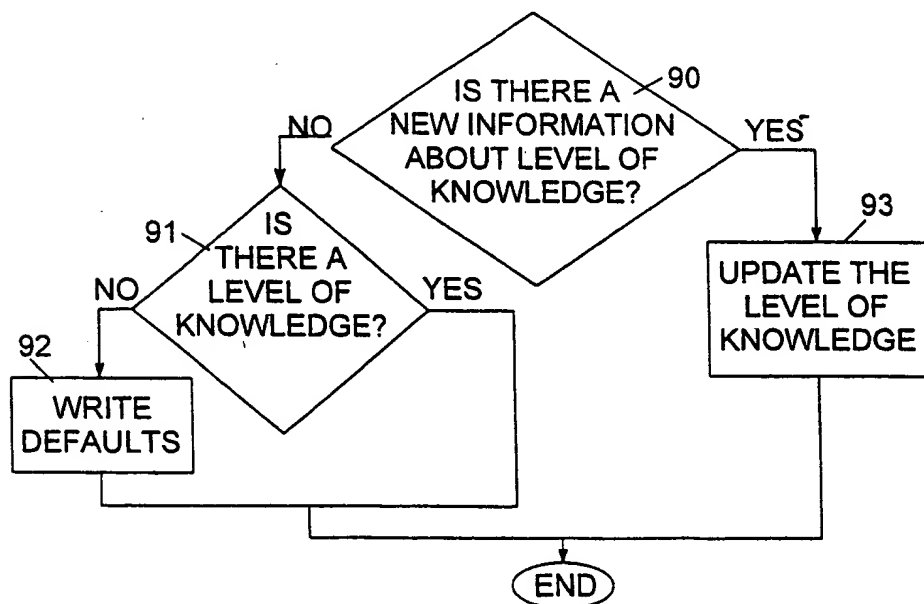 90
IS THERE A
NEW INFORMATION
ABOUT LEVEL OF
KNOWLEDGE?
NO
YES
91
IS
THERE A
LEVEL OF
KNOWLEDGE?
NO
YES
93
UPDATE THE
LEVEL OF
KNOWLEDGE
92
WRITE
DEFAULTS
END